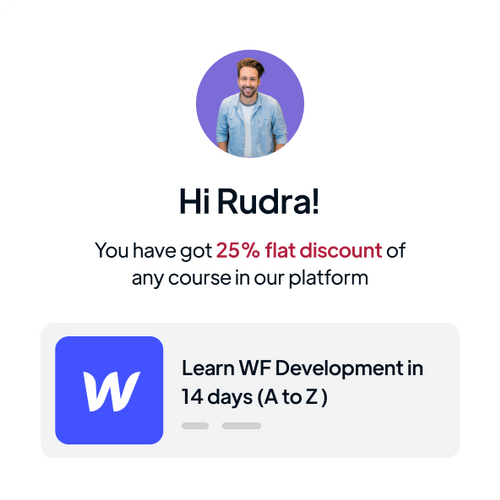 Hi Rudra!
You have got 25% flat discount of
any course in our platform
W
Learn WF Development in
14 days (A to Z )